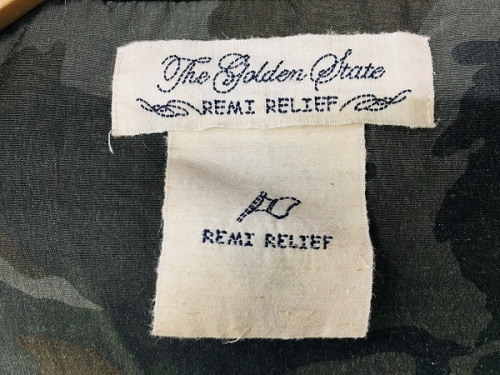 The Golden State
REMI RELIEF
REMI RELIEF